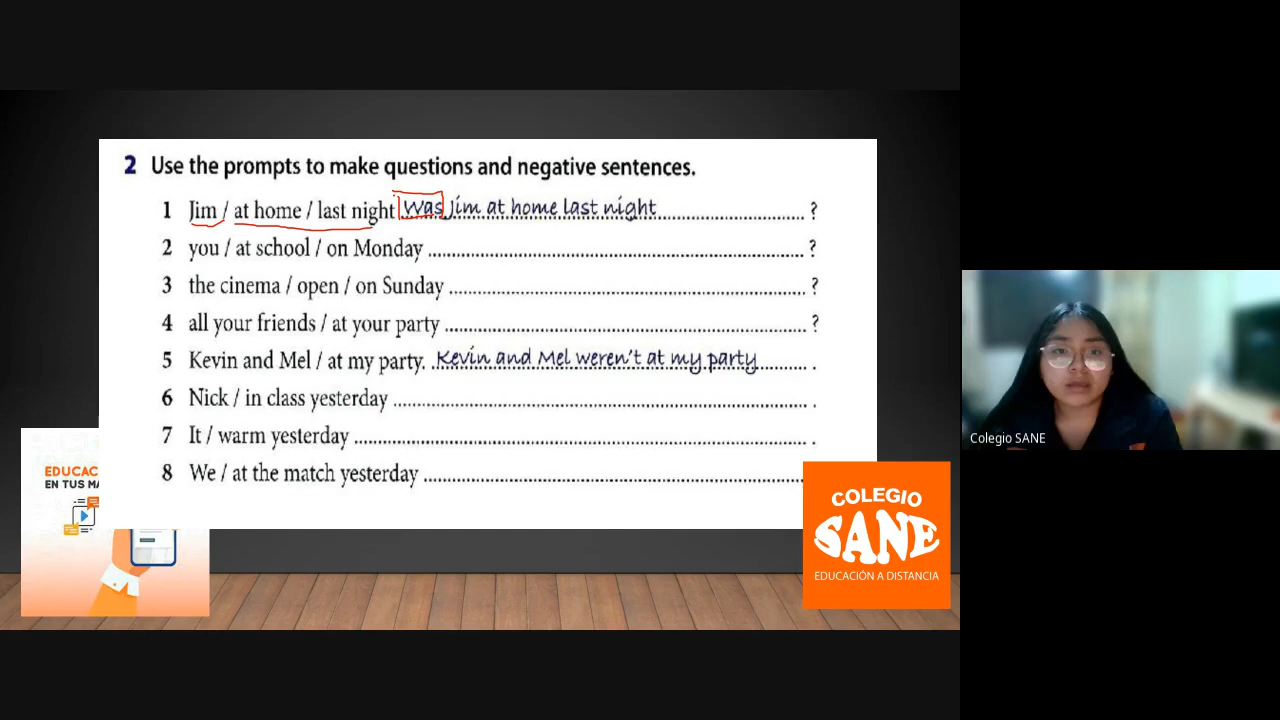 2 Use the prompts to make questions and negative sentences.
1 Jim / at home / last night Was Jim at home last night ?
2 you / at school / on Monday ?
3 the cinema / open / on Sunday ?
4 all your friends / at your party ?
5 Kevin and Mel / at my party. Kevin and Mel weren't at my party .
6 Nick / in class yesterday .
7 It / warm yesterday .
8 We / at the match yesterday
EDUCAC
EN TUS MA
COLEGIO
SANE
EDUCACIÓN A DISTANCIA
Colegio SANE